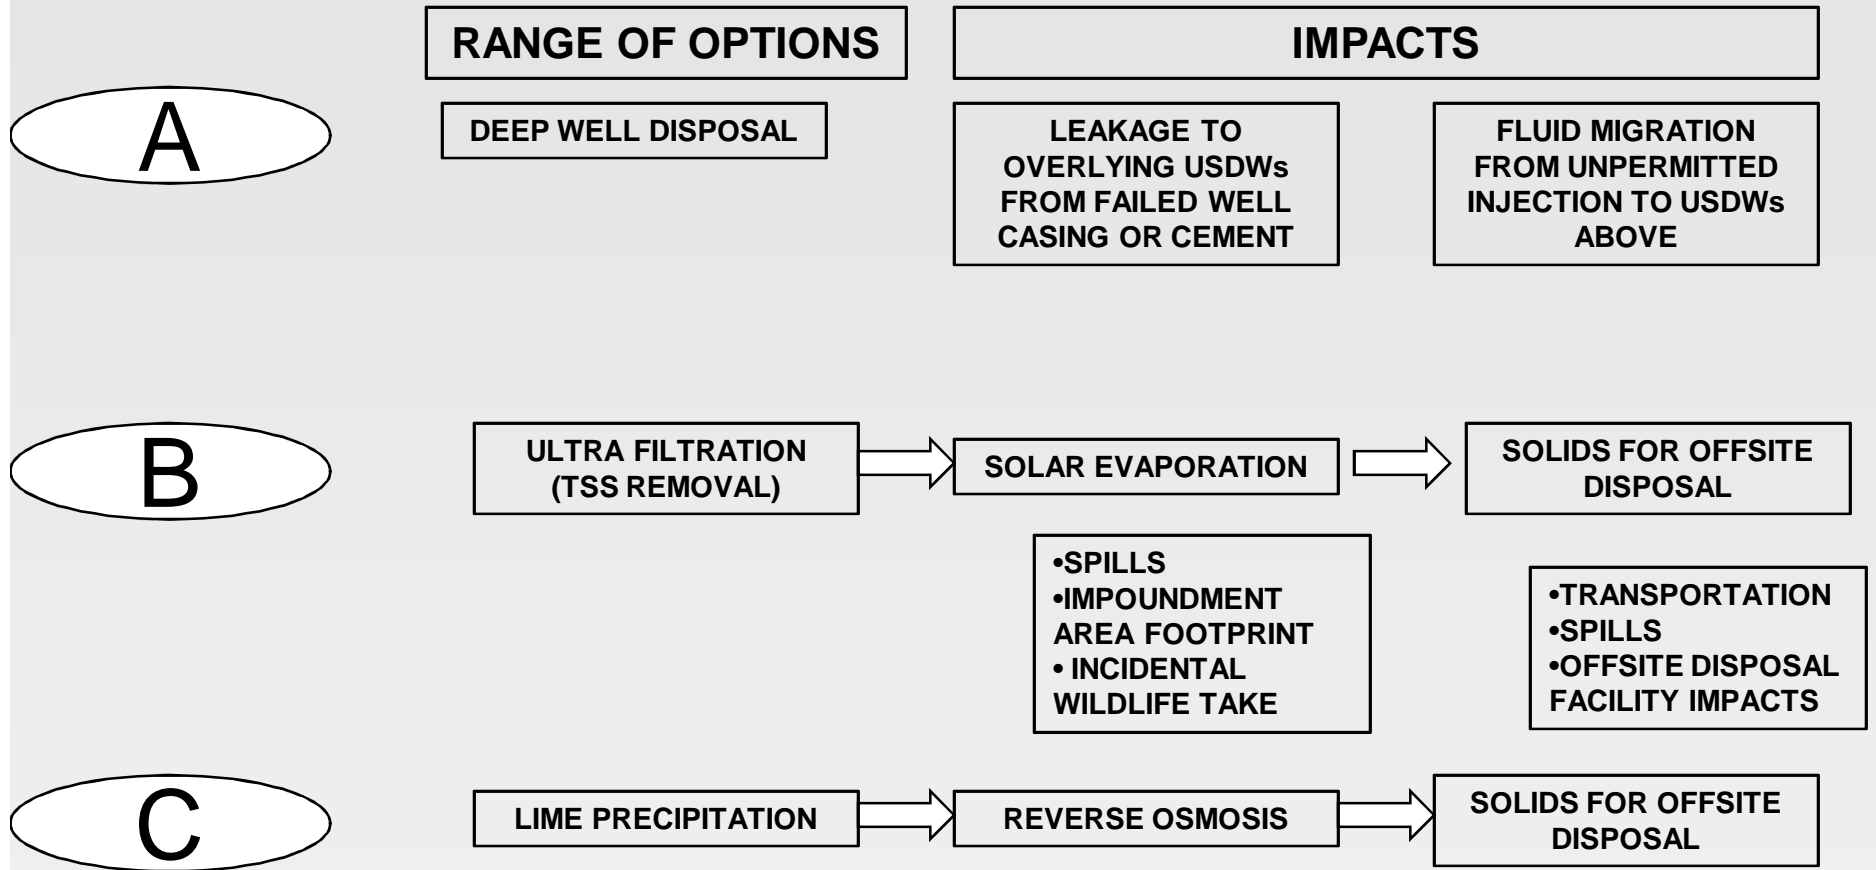 RANGE OF OPTIONS
IMPACTS
A
DEEP WELL DISPOSAL
LEAKAGE TO
OVERLYING USDWs
FROM FAILED WELL
CASING OR CEMENT
FLUID MIGRATION
FROM UNPERMITTED
INJECTION TO USDWs
ABOVE
B
ULTRA FILTRATION
(TSS REMOVAL)
SOLAR EVAPORATION
SOLIDS FOR OFFSITE
DISPOSAL
•SPILLS
•IMPOUNDMENT
AREA FOOTPRINT
• INCIDENTAL
WILDLIFE TAKE
•TRANSPORTATION
•SPILLS
•OFFSITE DISPOSAL
FACILITY IMPACTS
C
LIME PRECIPITATION
REVERSE OSMOSIS
SOLIDS FOR OFFSITE
DISPOSAL